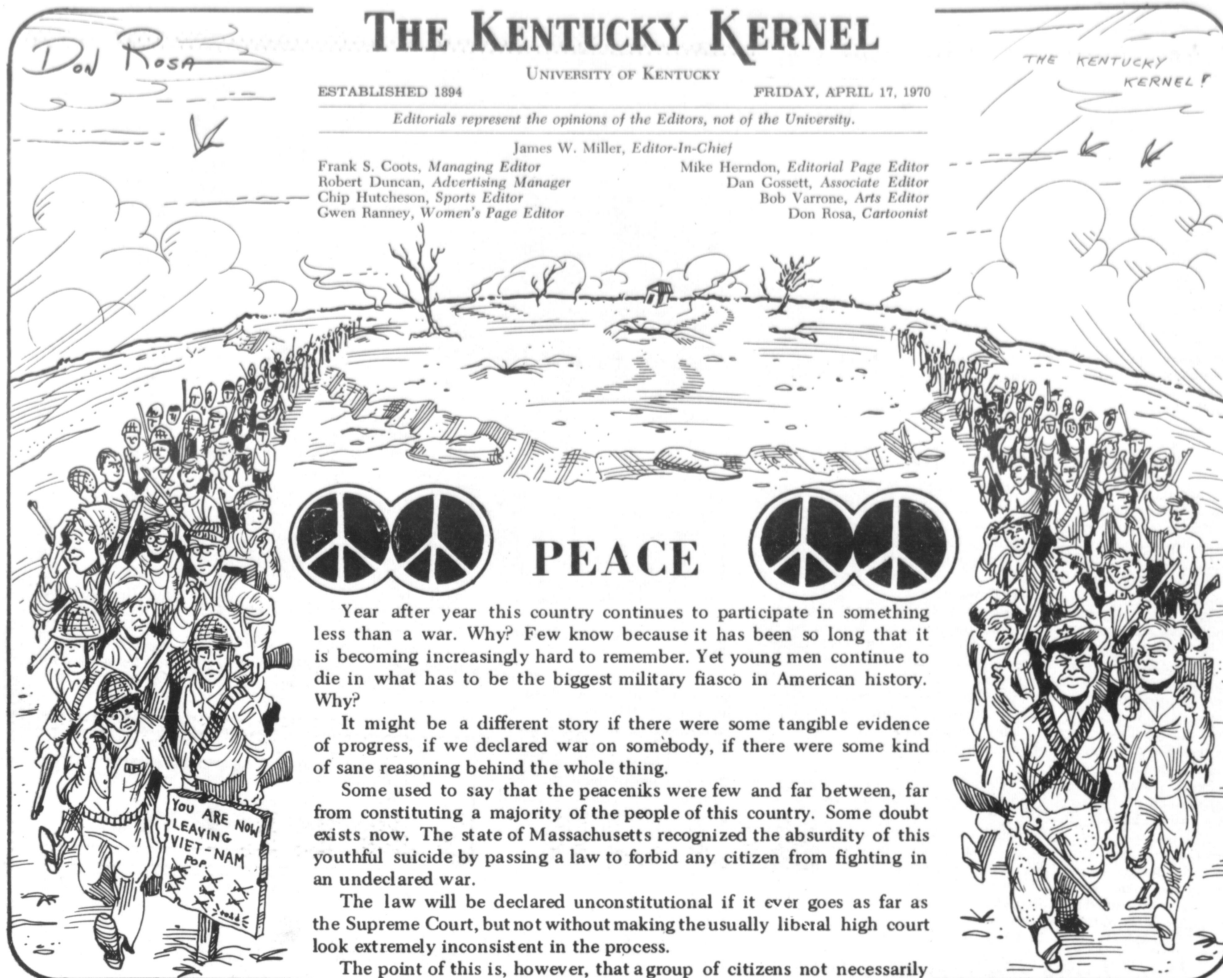 DON ROSA
THE KENTUCKY KERNEL
THE KENTUCKY
KERNEL!
UNIVERSITY OF KENTUCKY
ESTABLISHED 1894
FRIDAY, APRIL 17, 1970
Editorials represent the opinions of the Editors, not of the University.
James W. Miller, Editor-In-Chief
Frank S. Coots, Managing Editor
Robert Duncan, Advertising Manager
Chip Hutcheson, Sports Editor
Gwen Ranney, Women's Page Editor
Mike Herndon, Editorial Page Editor
Dan Gossett, Associate Editor
Bob Varrone, Arts Editor
Don Rosa, Cartoonist
PEACE
Year after year this country continues to participate in something
less than a war. Why? Few know because it has been so long that it
is becoming increasingly hard to remember. Yet young men continue to
die in what has to be the biggest military fiasco in American history.
Why?
It might be a different story if there were some tangible evidence
of progress, if we declared war on somebody, if there were some kind
of sane reasoning behind the whole thing.
Some used to say that the peaceniks were few and far between, far
from constituting a majority of the people of this country. Some doubt
exists now. The state of Massachusetts recognized the absurdity of this
youthful suicide by passing a law to forbid any citizen from fighting in
an undeclared war.
The law will be declared unconstitutional if it ever goes as far as
the Supreme Court, but not without making the usually liberal high court
look extremely inconsistent in the process.
The point of this is, however, that a group of citizens not necessarily
YOU ARE NOW
LEAVING
VIET-NAM
POP.